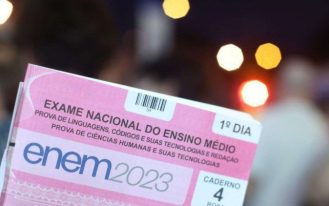 enem2023
1º DIA
EXAME NACIONAL DO ENSINO MÉDIO
PROVA DE LINGUAGENS, CÓDIGOS E SUAS TECNOLOGIAS E REDAÇÃO
PROVA DE CIÊNCIAS HUMANAS E SUAS TECNOLOGIAS
enem2023
CADERNO
4